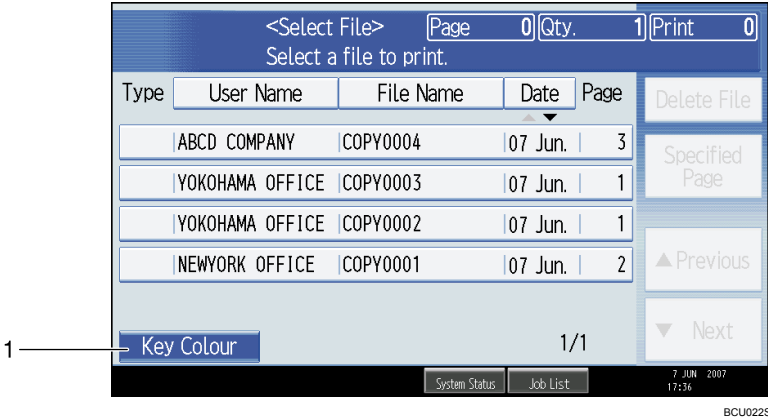 <Select File> Page 0 Qty. 1 Print 0
Select a file to print.
Type User Name File Name Date Page
Delete File
ABCD COMPANY COPY0004 07 Jun. 3
Specified
Page
YOKOHAMA OFFICE COPY0003 07 Jun. 1
YOKOHAMA OFFICE COPY0002 07 Jun. 1
NEWYORK OFFICE COPY0001 07 Jun. 2
▲ Previous
1 Key Colour 1/1
▼ Next
System Status Job List
7 JUN 2007
17:36
BCU022S